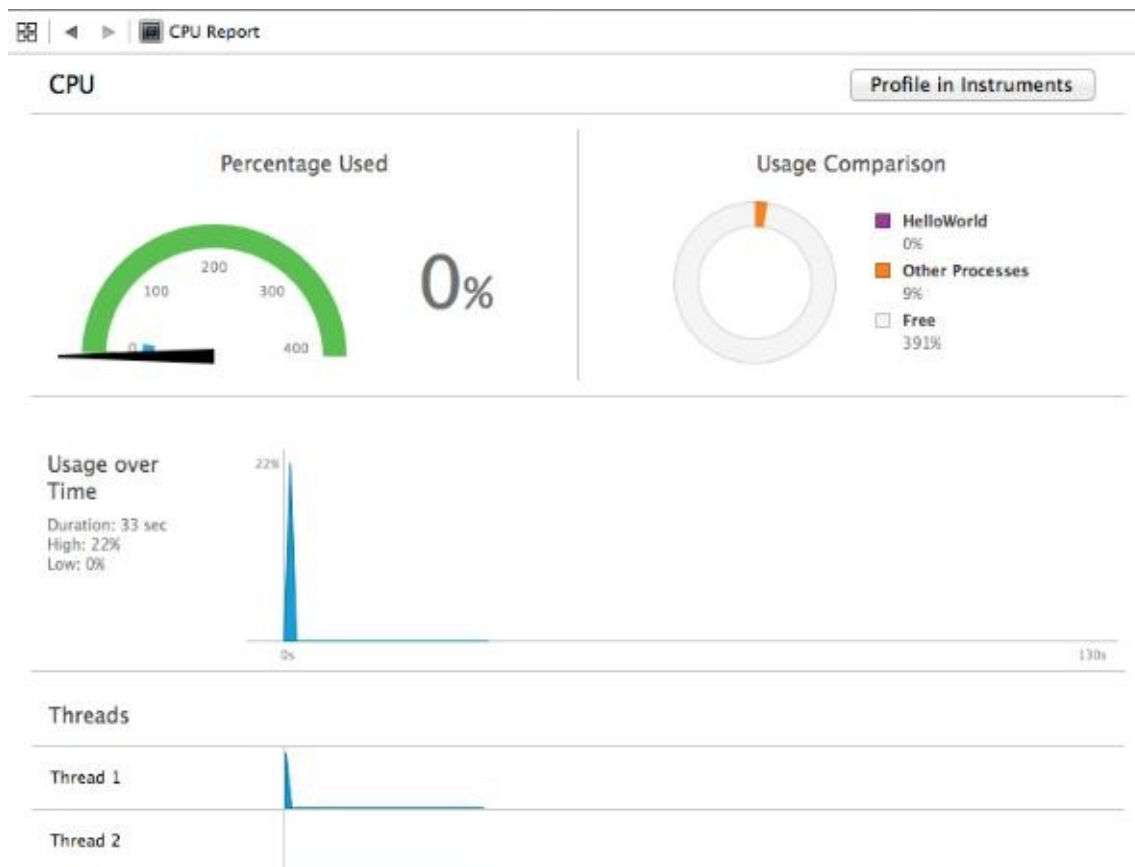 CPU Report
CPU
Profile in Instruments
Percentage Used
0
100
200
300
400
0%
Usage Comparison
HelloWorld
0%
Other Processes
9%
Free
391%
Usage over
Time
Duration: 33 sec
High: 22%
Low: 0%
22%
0s
130s
Threads
Thread 1
Thread 2